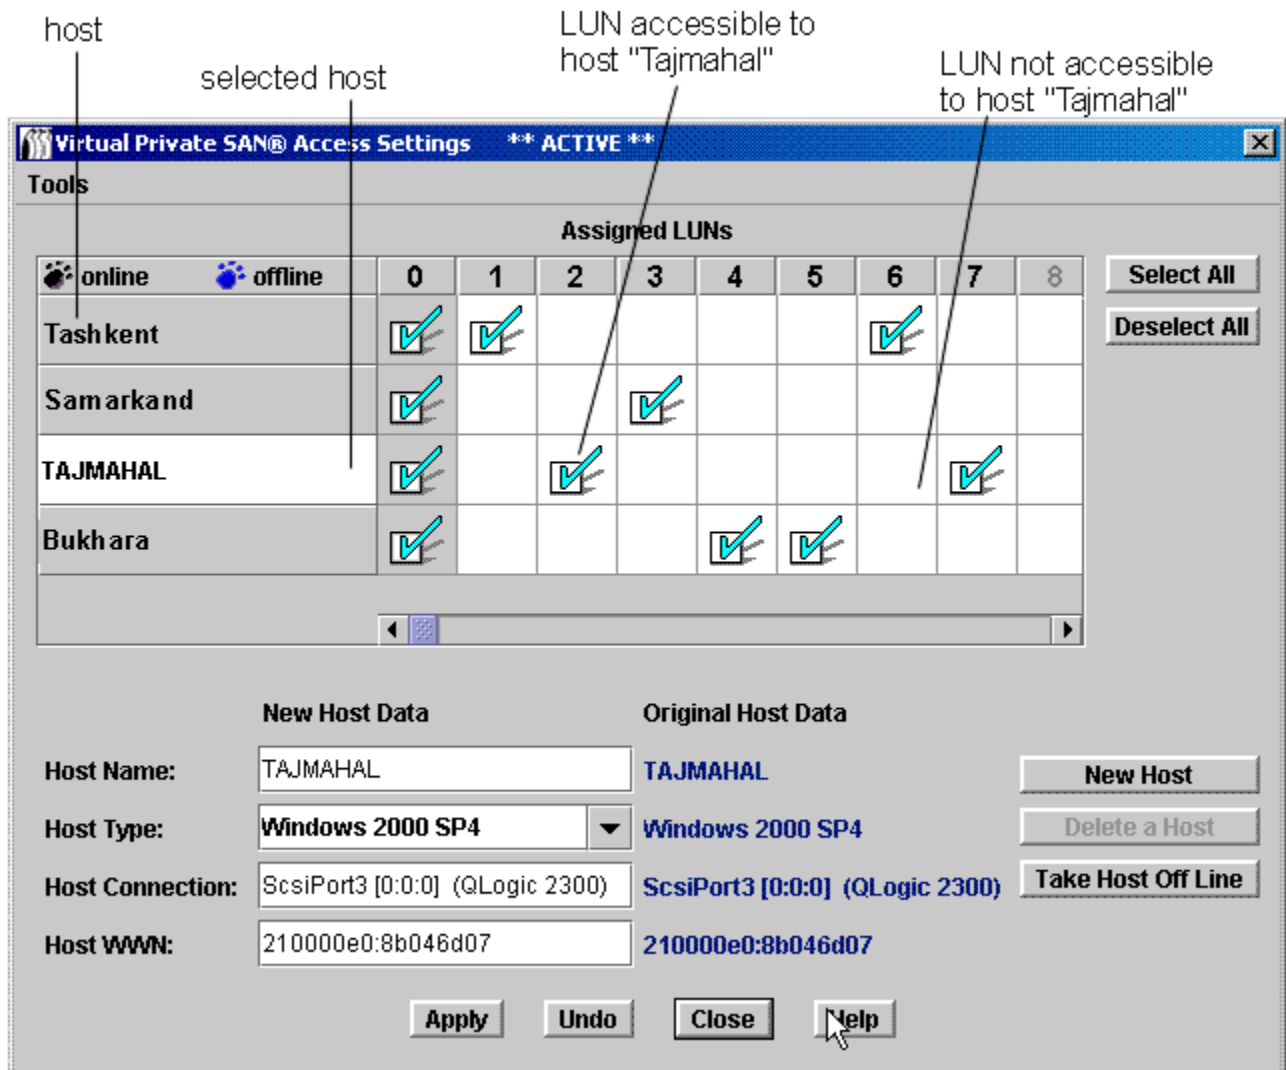 host
LUN accessible to
host "Tajmahal"
selected host
LUN not accessible
to host "Tajmahal"
Virtual Private SAN® Access Settings ** ACTIVE **
Tools
Assigned LUNs
online offline 0 1 2 3 4 5 6 7 8
Select All
Tashkent
Deselect All
Samarkand
TAJMAHAL
Bukhara
New Host Data Original Host Data
Host Name: TAJMAHAL TAJMAHAL
New Host
Host Type: Windows 2000 SP4 Windows 2000 SP4
Delete a Host
Host Connection: ScsiPort3 [0:0:0] (QLogic 2300) ScsiPort3 [0:0:0] (QLogic 2300)
Take Host Off Line
Host WWN: 210000e0:8b046d07 210000e0:8b046d07
Apply Undo Close Help